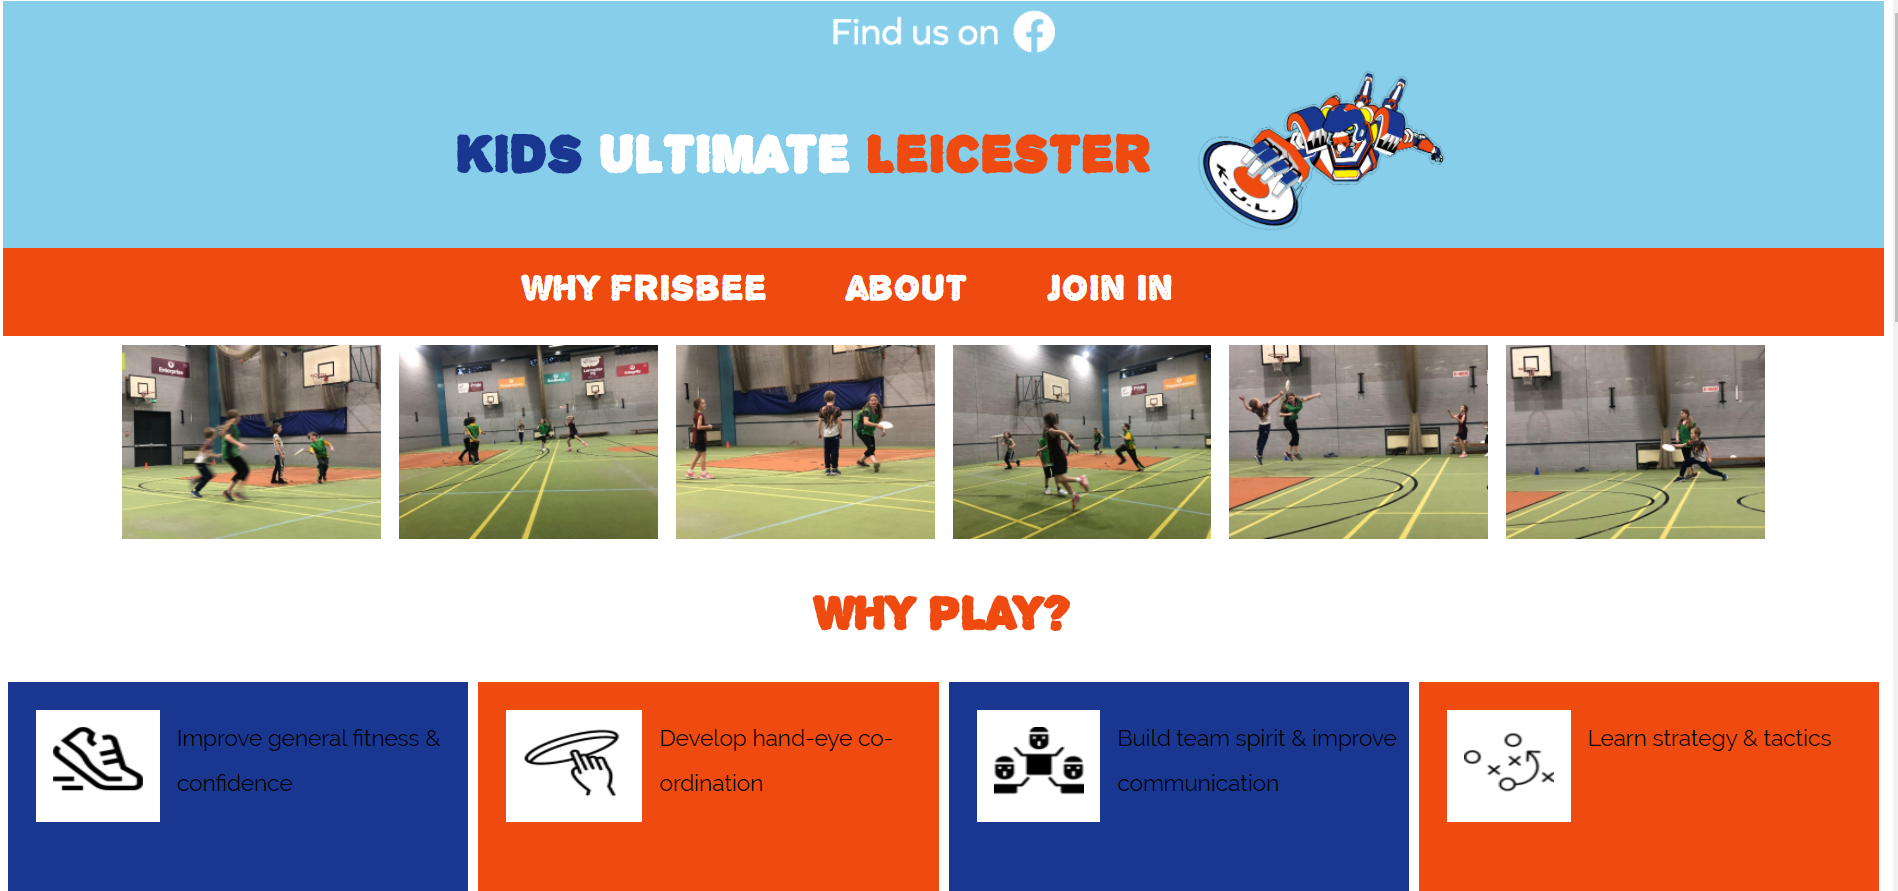 Find us on
KIDS ULTIMATE LEICESTER
K.U.L.
WHY FRISBEE ABOUT JOIN IN
Enterprise
WHY PLAY?
Improve general fitness &
confidence
Develop hand-eye co-
ordination
Build team spirit & improve
communication
Learn strategy & tactics